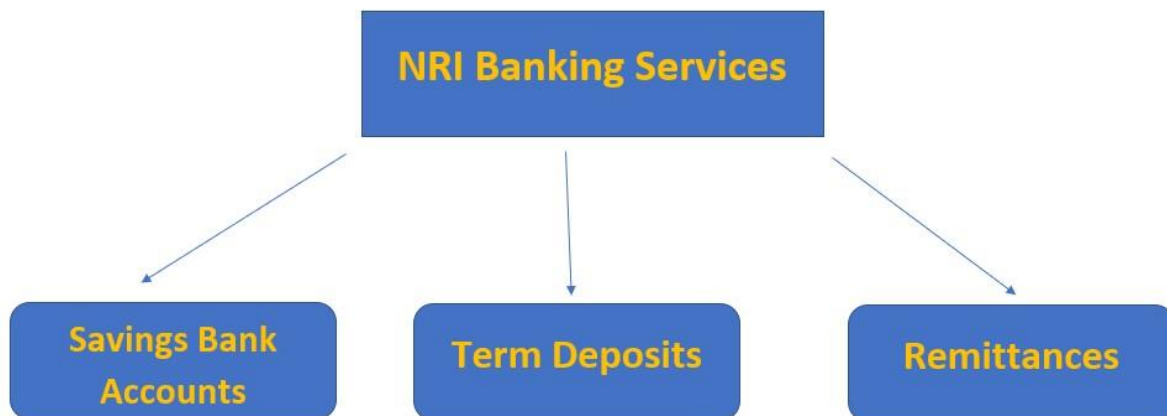 NRI Banking Services
Savings Bank
Accounts
Term Deposits
Remittances